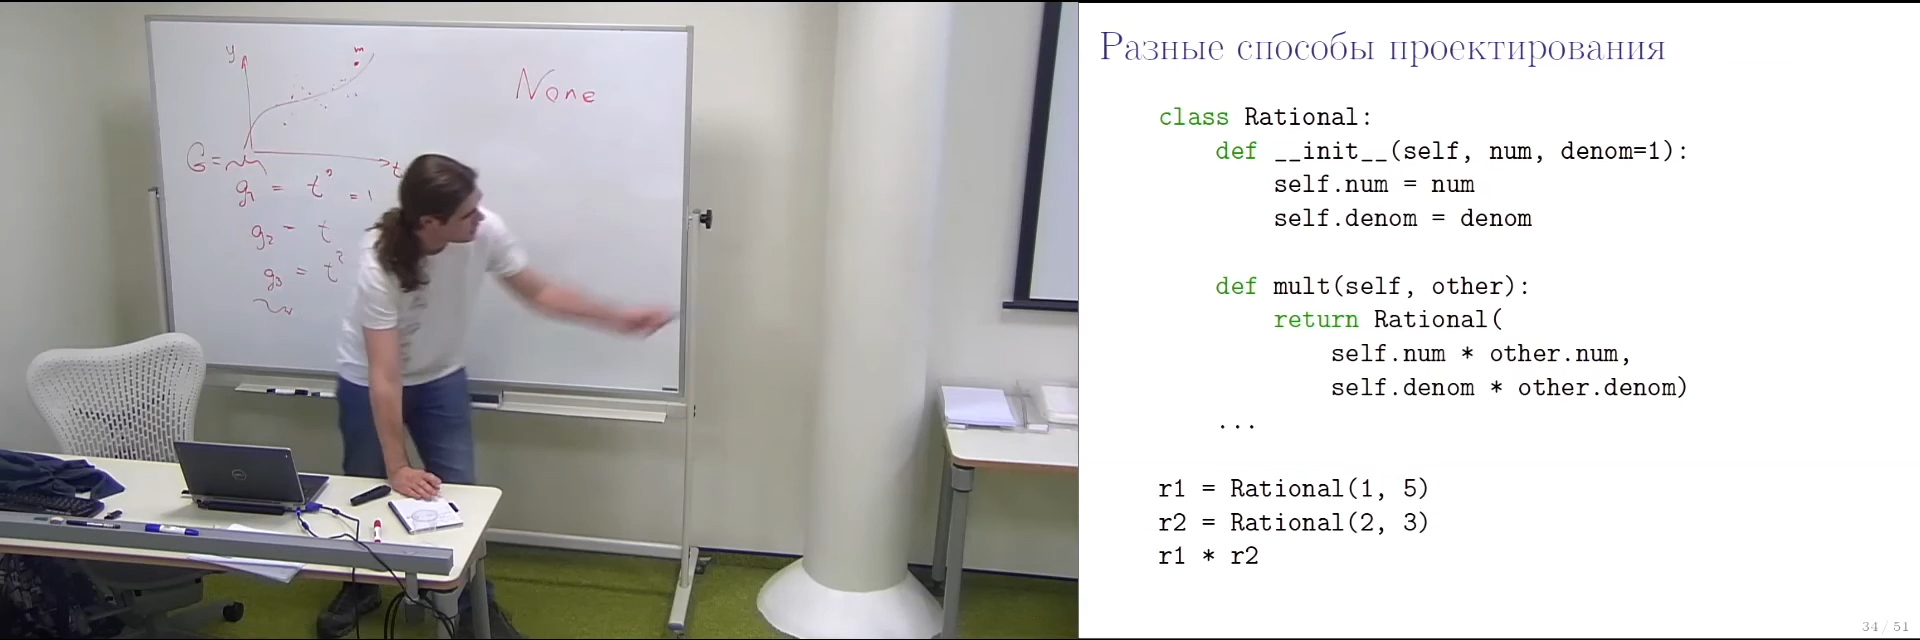 y
m
None
t
G =
g1 = t° = 1
g2 = t
g3 = t²
DELL
Разные способы проектирования
class Rational:
def __init__(self, num, denom=1):
self.num = num
self.denom = denom
def mult(self, other):
return Rational(
self.num * other.num,
self.denom * other.denom)
...
r1 = Rational(1, 5)
r2 = Rational(2, 3)
r1 * r2
34 / 51